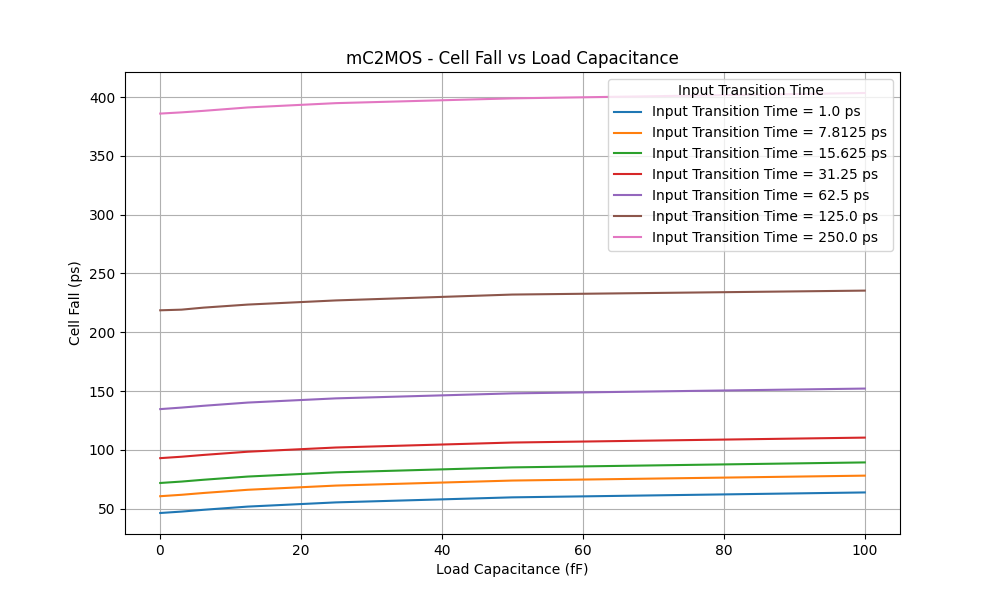 mC2MOS - Cell Fall vs Load Capacitance
Input Transition Time
Input Transition Time = 1.0 ps
Input Transition Time = 7.8125 ps
Input Transition Time = 15.625 ps
Input Transition Time = 31.25 ps
Input Transition Time = 62.5 ps
Input Transition Time = 125.0 ps
Input Transition Time = 250.0 ps
Cell Fall (ps)
400
350
300
250
200
150
100
50
0 20 40 60 80 100
Load Capacitance (fF)